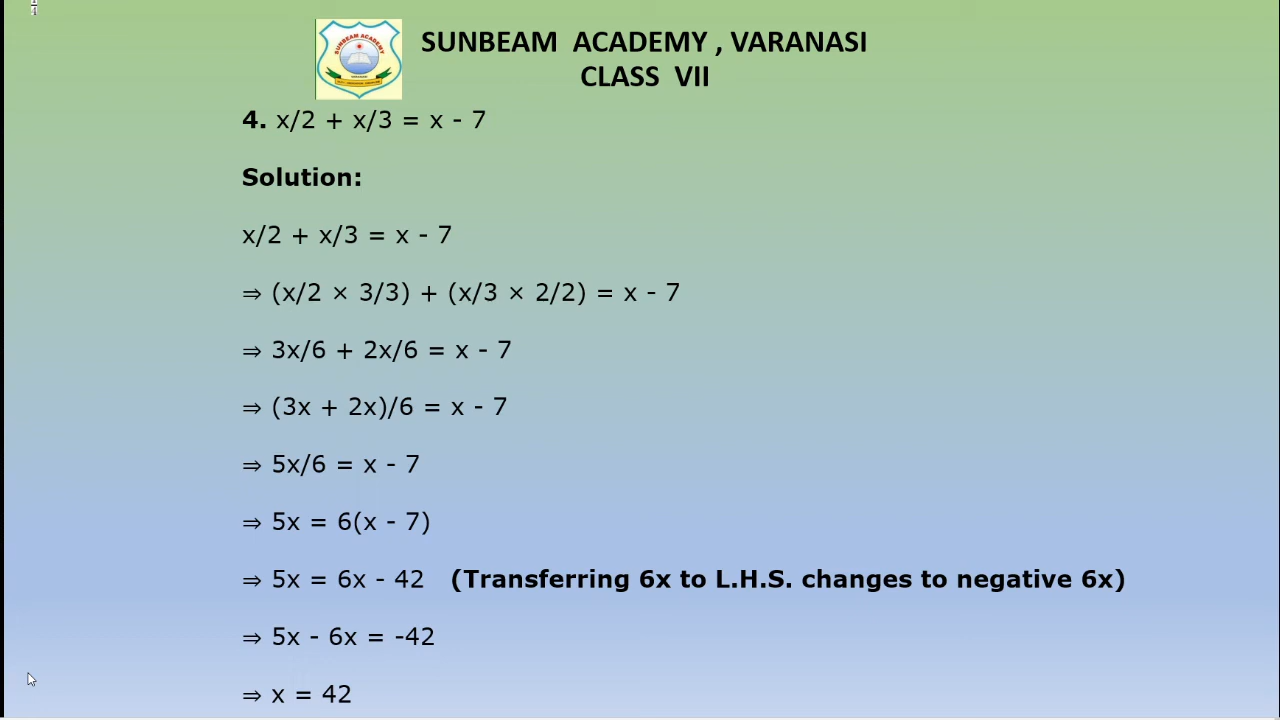 SUNBEAM ACADEMY , VARANASI
CLASS VII
SUNBEAM ACADEMY
4. x/2 + x/3 = x - 7
Solution:
x/2 + x/3 = x - 7
⇒ (x/2 × 3/3) + (x/3 × 2/2) = x - 7
⇒ 3x/6 + 2x/6 = x - 7
⇒ (3x + 2x)/6 = x - 7
⇒ 5x/6 = x - 7
⇒ 5x = 6(x - 7)
⇒ 5x = 6x - 42 (Transferring 6x to L.H.S. changes to negative 6x)
⇒ 5x - 6x = -42
⇒ x = 42